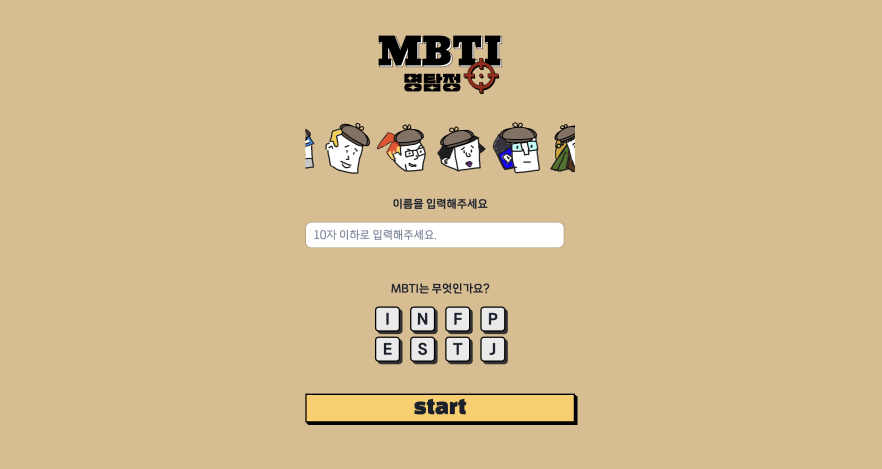 MBTI
명탐정
이름을 입력해주세요
10자 이하로 입력해주세요.
MBTI는 무엇인가요?
I N F P
E S T J
start